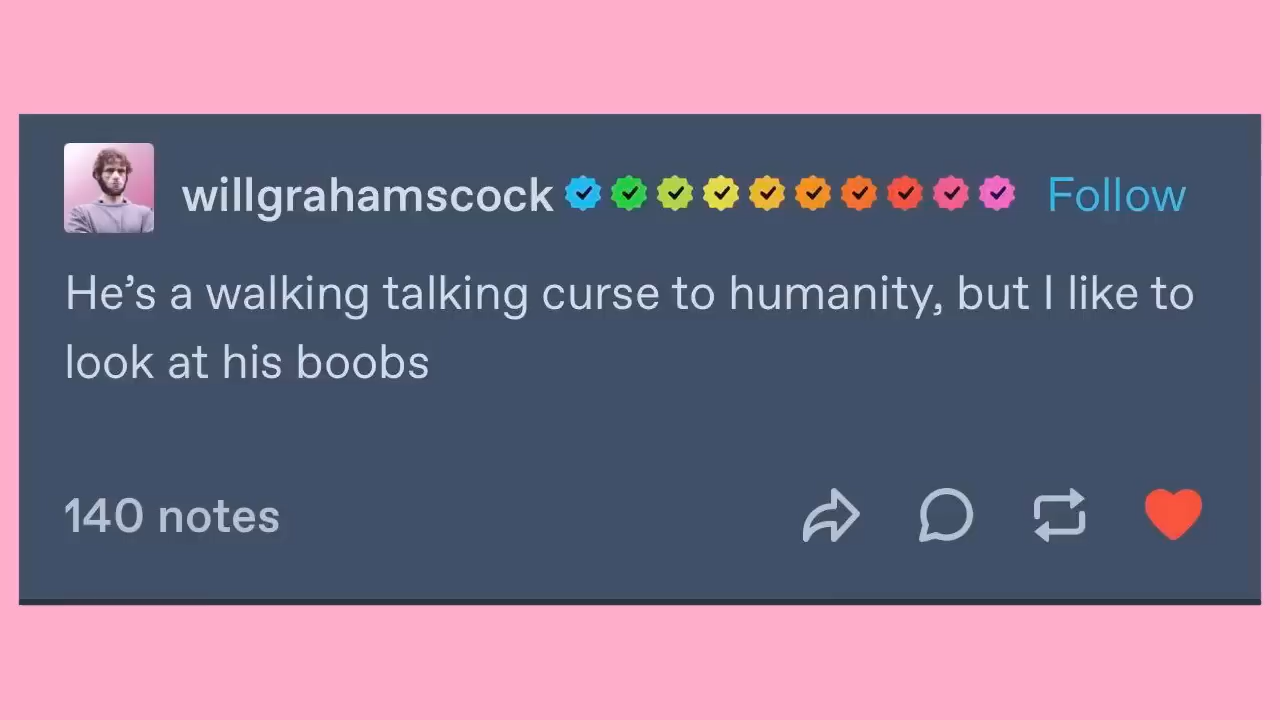 willgrahamscock Follow
He’s a walking talking curse to humanity, but I like to
look at his boobs
140 notes